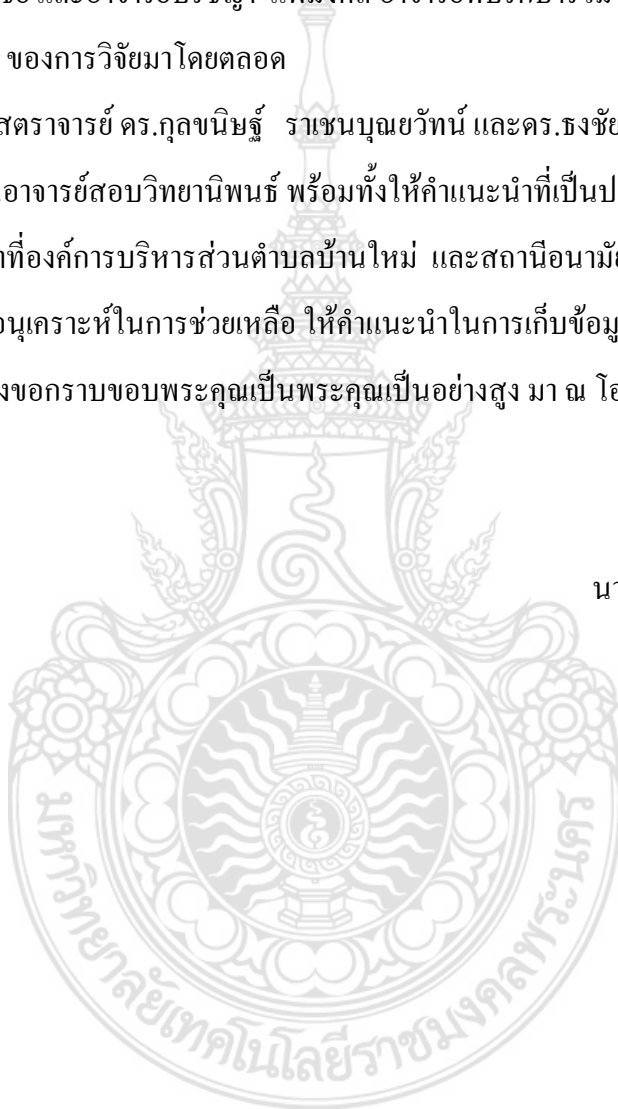 ของการวิจัยมาโดยตลอด
สตราจารย์ ดร.กุลขนิษฐ์ ราเชนบุณยวัทน์ และดร.ธงชัย
อาจารย์สอบวิทยานิพนธ์ พร้อมทั้งให้คำแนะนำที่เป็นป
าที่องค์การบริหารส่วนตำบลบ้านใหม่ และสถานีอนามัย
อนุเคราะห์ในการช่วยเหลือ ให้คำแนะนำในการเก็บข้อมู
งขอกราบขอบพระคุณเป็นพระคุณเป็นอย่างสูง มา ณ โอ
นา
มหาวิทยาลัยเทคโนโลยีราชมงคลพระนคร